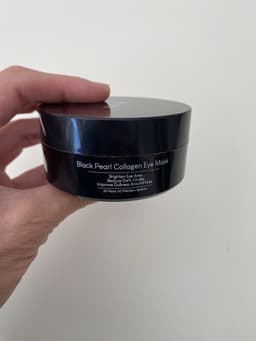 Black Pearl Collagen Eye Mask
Brighten Eye Area
Reduce Dark Circles
Improve Dullness Around Eyes